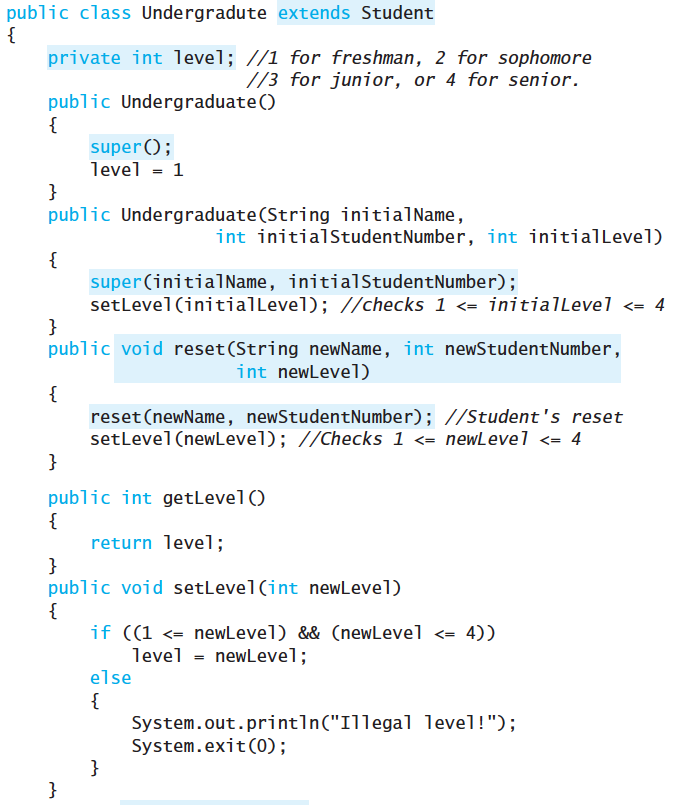 public class Undergradute extends Student
{
    private int level; //1 for freshman, 2 for sophomore
                       //3 for junior, or 4 for senior.
    public Undergraduate()
    {
        super();
        level = 1
    }
    public Undergraduate(String initialName,
                    int initialStudentNumber, int initialLevel)
    {
        super(initialName, initialStudentNumber);
        setLevel(initialLevel); //checks 1 <= initialLevel <= 4
    }
    public void reset(String newName, int newStudentNumber,
                      int newLevel)
    {
        reset(newName, newStudentNumber); //Student's reset
        setLevel(newLevel); //Checks 1 <= newLevel <= 4
    }
    public int getLevel()
    {
        return level;
    }
    public void setLevel(int newLevel)
    {
        if ((1 <= newLevel) && (newLevel <= 4))
            level = newLevel;
        else
        {
            System.out.println("Illegal level!");
            System.exit(0);
        }
    }